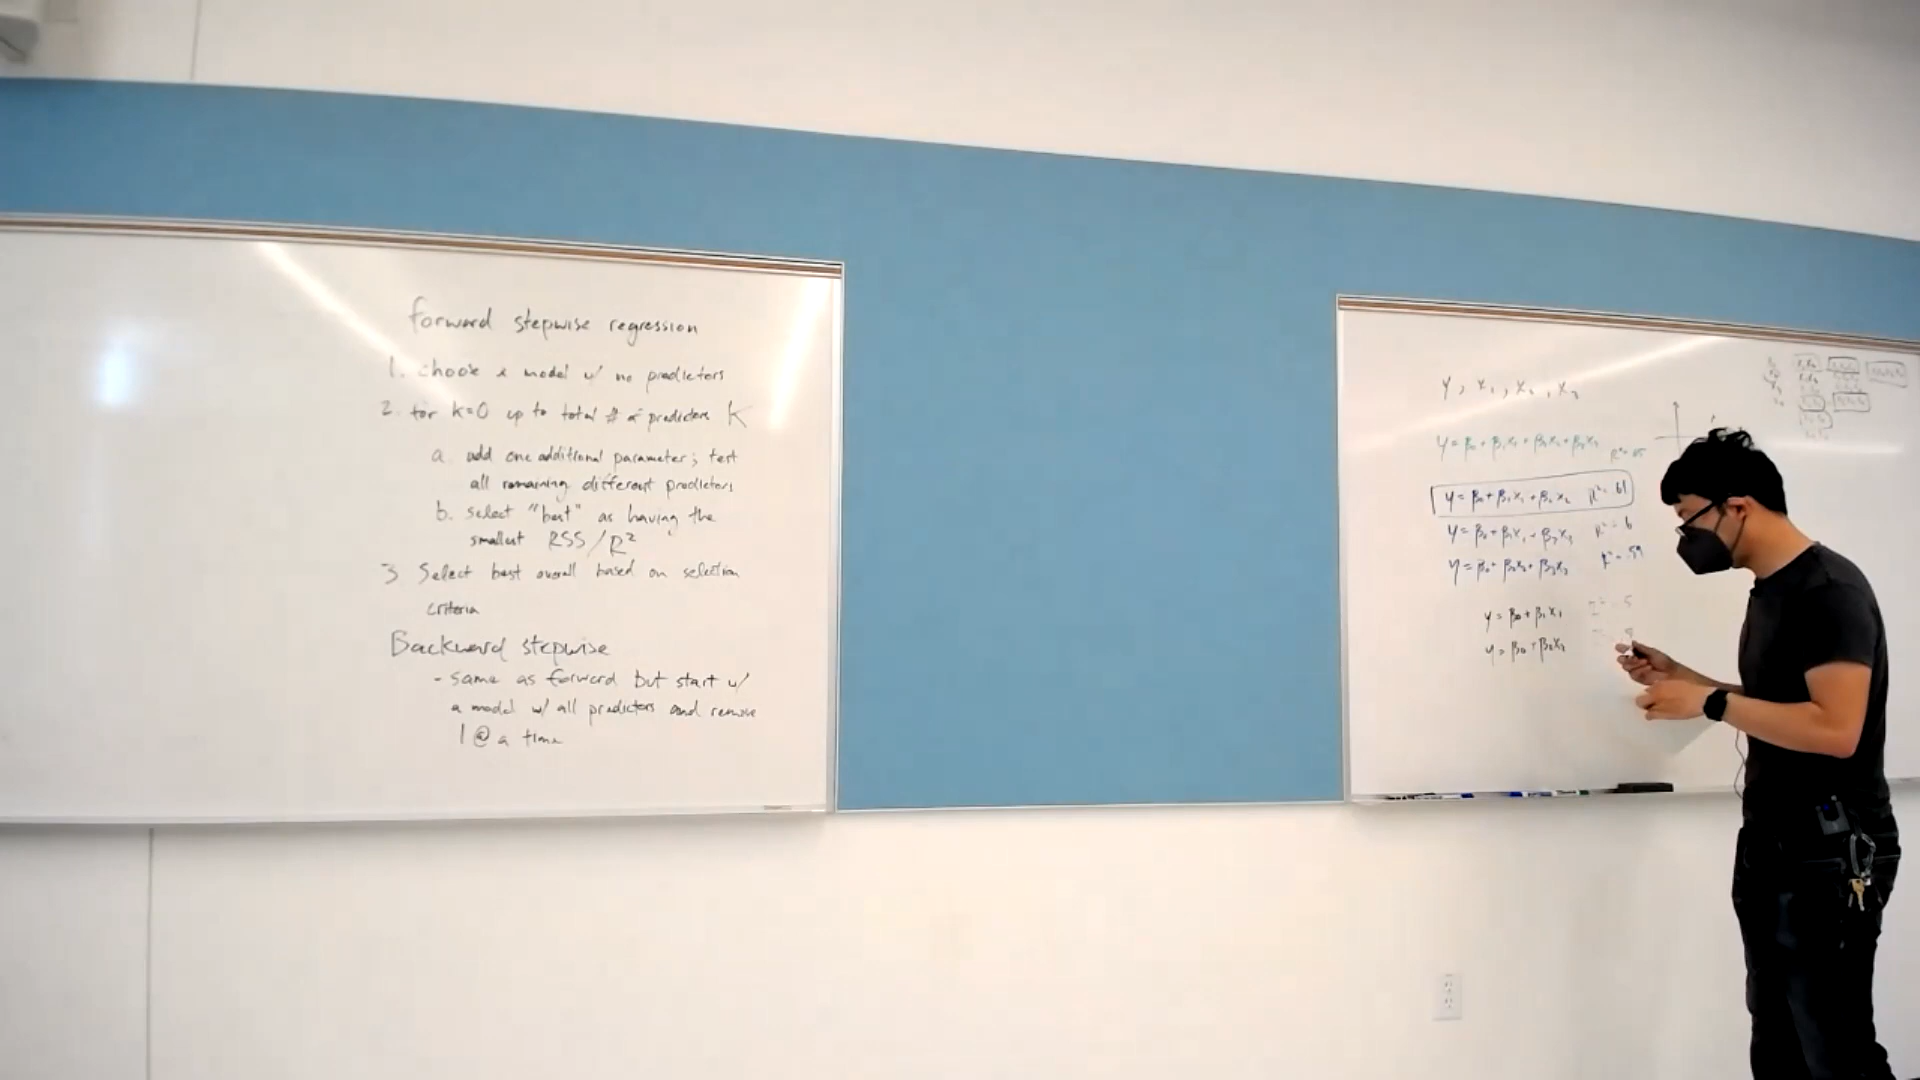 forward stepwise regression
1. choose a model w/ no predictors
2. for k=0 up to total # of predictors K
a. add one additional parameter; test
all remaining different predictors
b. select "best" as having the
smallest RSS/R²
3 Select best overall based on selection
criteria
Backward stepwise
- same as forward but start w/
a model w/ all predictors and remove
1 @ a time
y, x₁, x₂, x₃
y = β₀ + β₁x₁ + β₂x₂ + β₃x₃
y = β₀ + β₁x₁ + β₂x₂ R² = .61
y = β₀ + β₁x₁ + β₃x₃ R² = .6
y = β₀ + β₂x₂ + β₃x₃ R² = .59
y = β₀ + β₁x₁
y = β₀ + β₂x₂